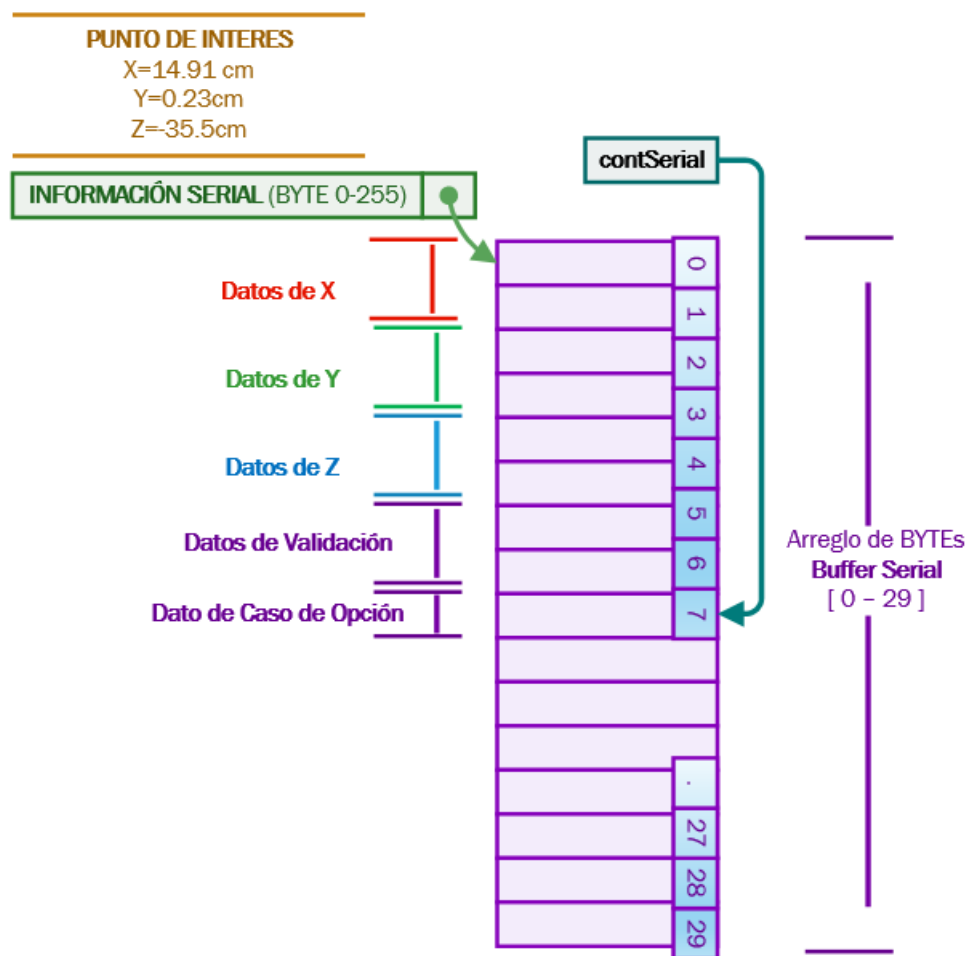 PUNTO DE INTERES
X=14.91 cm
Y=0.23cm
Z=-35.5cm
contSerial
INFORMACIÓN SERIAL (BYTE 0-255)
0
Datos de X
1
2
Datos de Y
3
4
Datos de Z
5
Datos de Validación
6
Arreglo de BYTEs
Buffer Serial
[ 0 – 29 ]
Dato de Caso de Opción
7
.
27
28
29